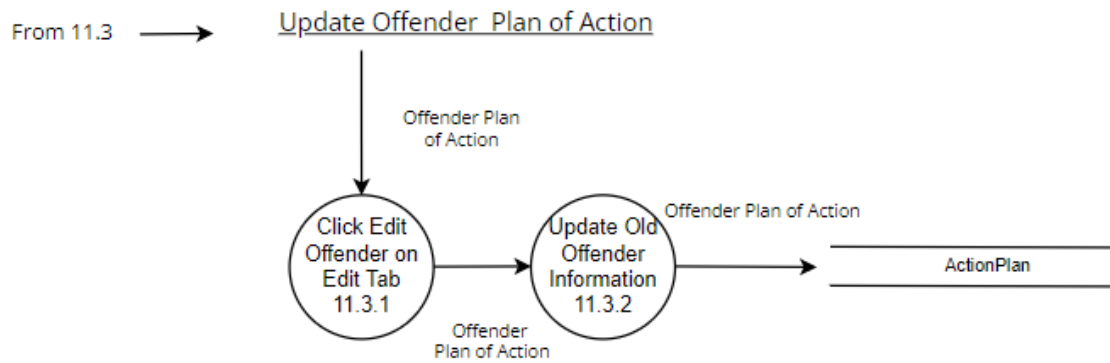 From 11.3
Update Offender Plan of Action
Offender Plan
of Action
Click Edit
Offender on
Edit Tab
11.3.1
Offender
Plan of Action
Update Old
Offender
Information
11.3.2
Offender Plan of Action
ActionPlan